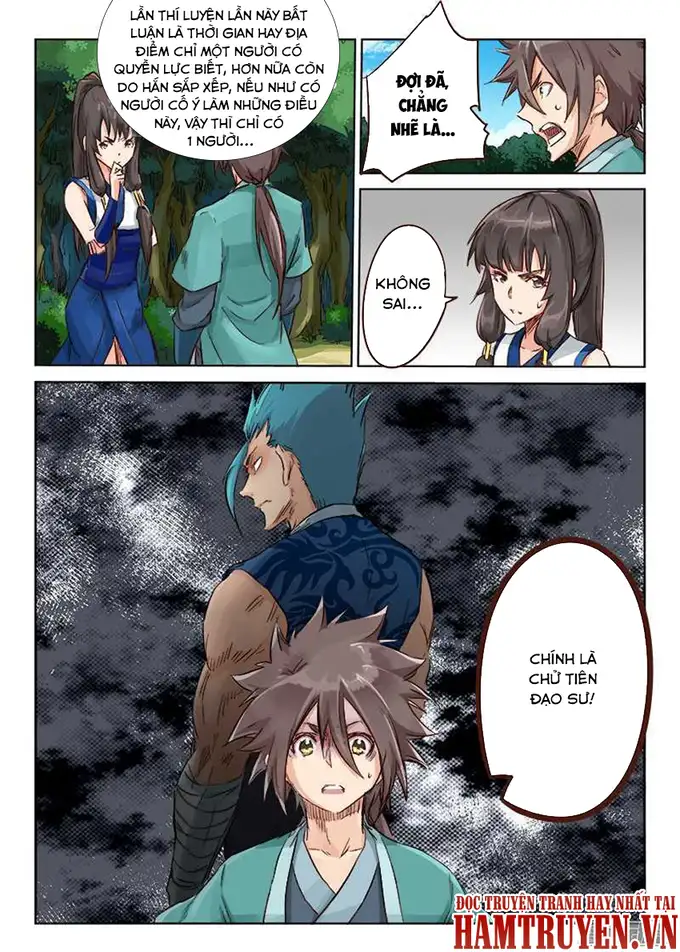 LẦN THÍ LUYỆN LẦN NÀY BẤT
LUẬN LÀ THỜI GIAN HAY ĐỊA
ĐIỂM CHỈ MỘT NGƯỜI CÓ
QUYỀN LỰC BIẾT, HƠN NỮA CÒN
DO HẮN SẮP XẾP, NẾU NHƯ CÓ
NGƯỜI CỐ Ý LÀM NHỮNG ĐIỀU
NÀY, VẬY THÌ CHỈ CÓ
1 NGƯỜI...
ĐỢI ĐÃ,
CHẲNG
NHẼ LÀ...
KHÔNG
SAI...
CHÍNH LÀ
CHỬ TIÊN
ĐẠO SƯ!
ĐỌC TRUYỆN TRANH HAY NHẤT TẠI
HAMTRUYEN.VN